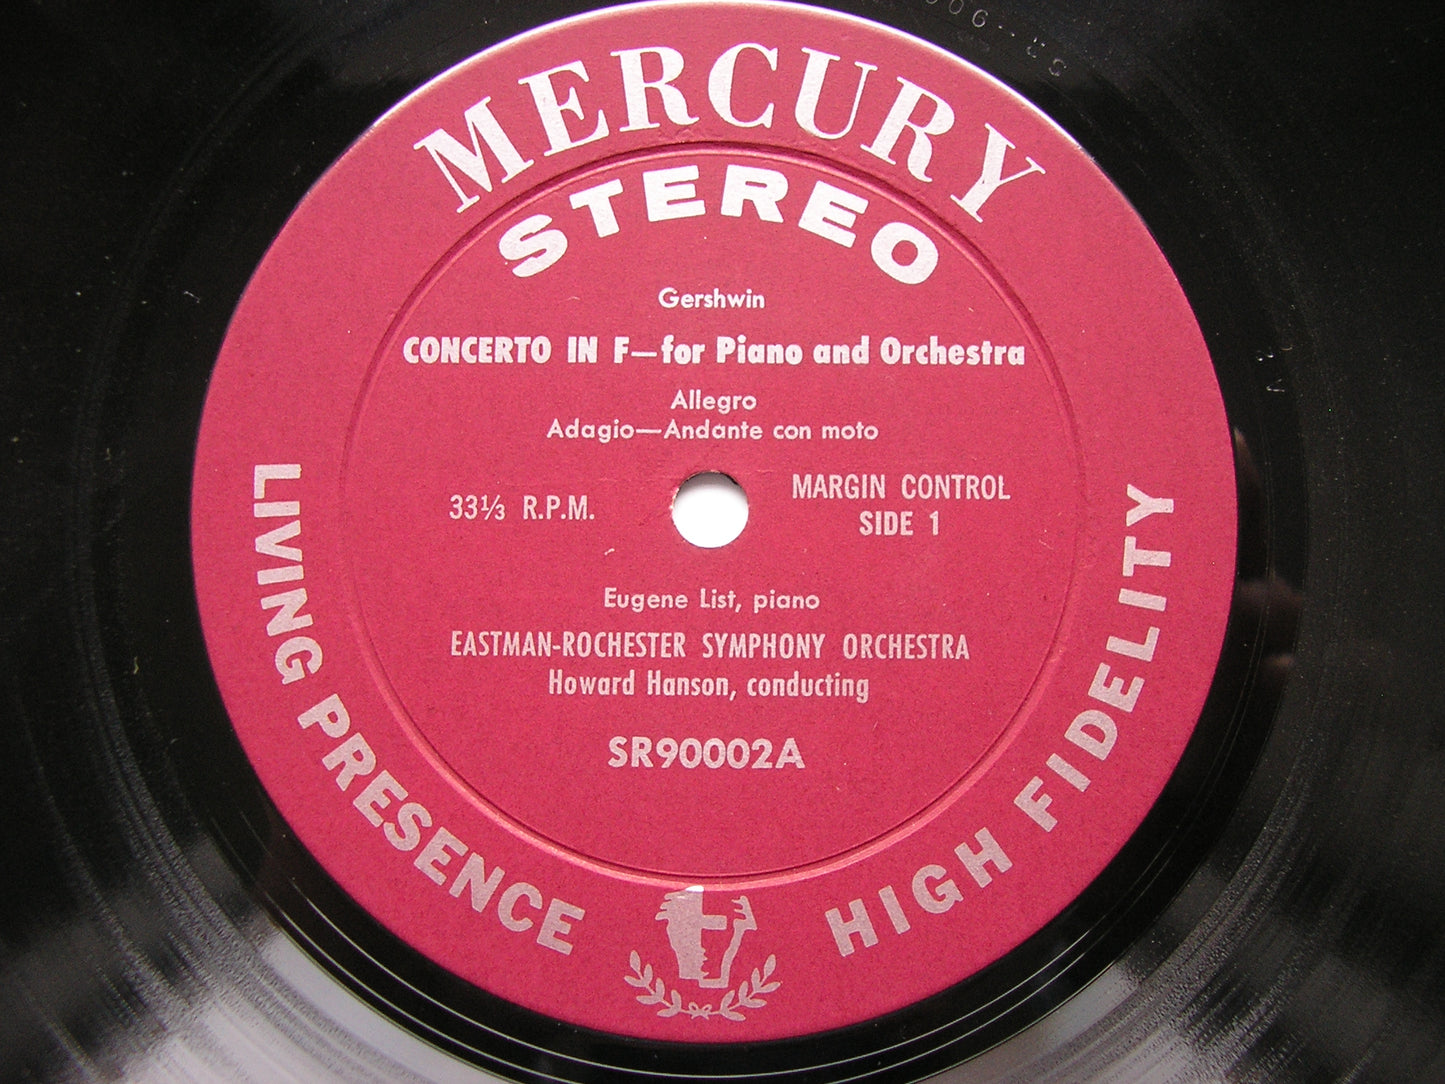 MERCURY
STEREO
Gershwin
CONCERTO IN F—for Piano and Orchestra
Allegro
Adagio—Andante con moto
33⅓ R.P.M.
MARGIN CONTROL
SIDE 1
Eugene List, piano
EASTMAN-ROCHESTER SYMPHONY ORCHESTRA
Howard Hanson, conducting
SR90002A
LIVING PRESENCE
HIGH FIDELITY